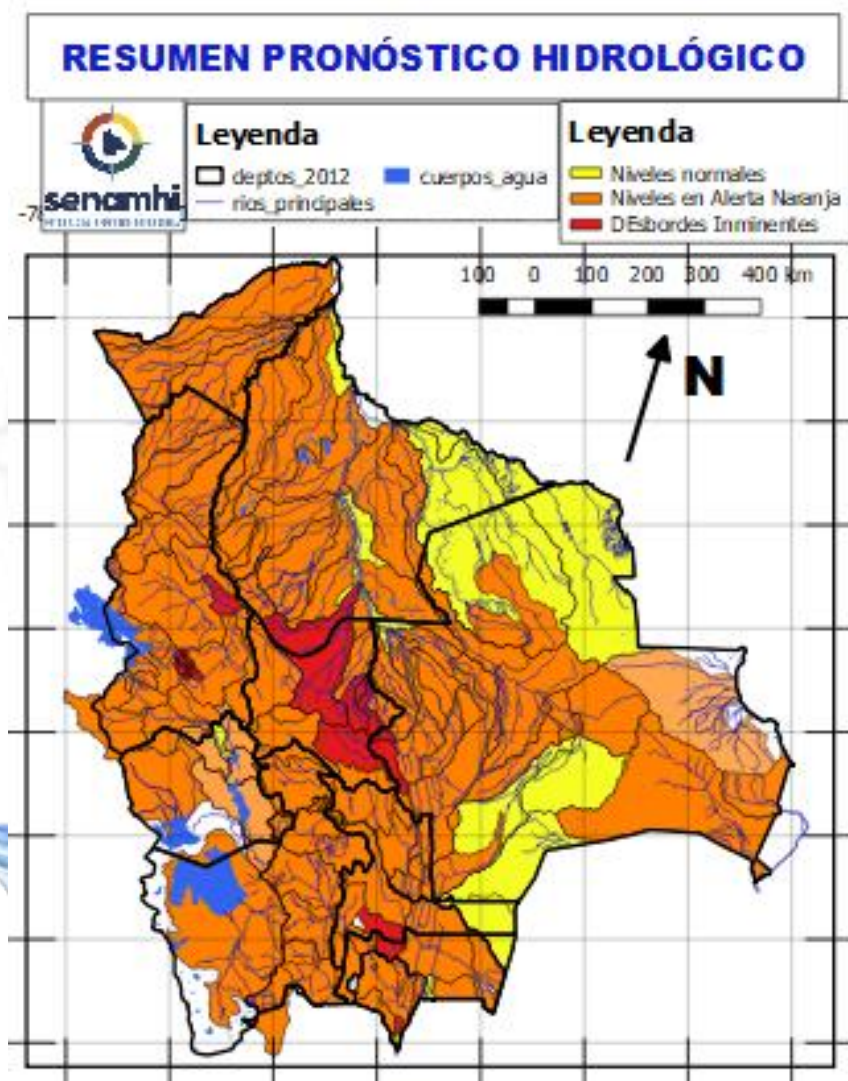 RESUMEN PRONÓSTICO HIDROLÓGICO
senamhi
Leyenda
deptos_2012
cuerpos_agua
rios_principales
Leyenda
Niveles normales
Niveles en Alerta Naranja
DEsbordes Inminentes
100 0 100 200 300 400 km
N